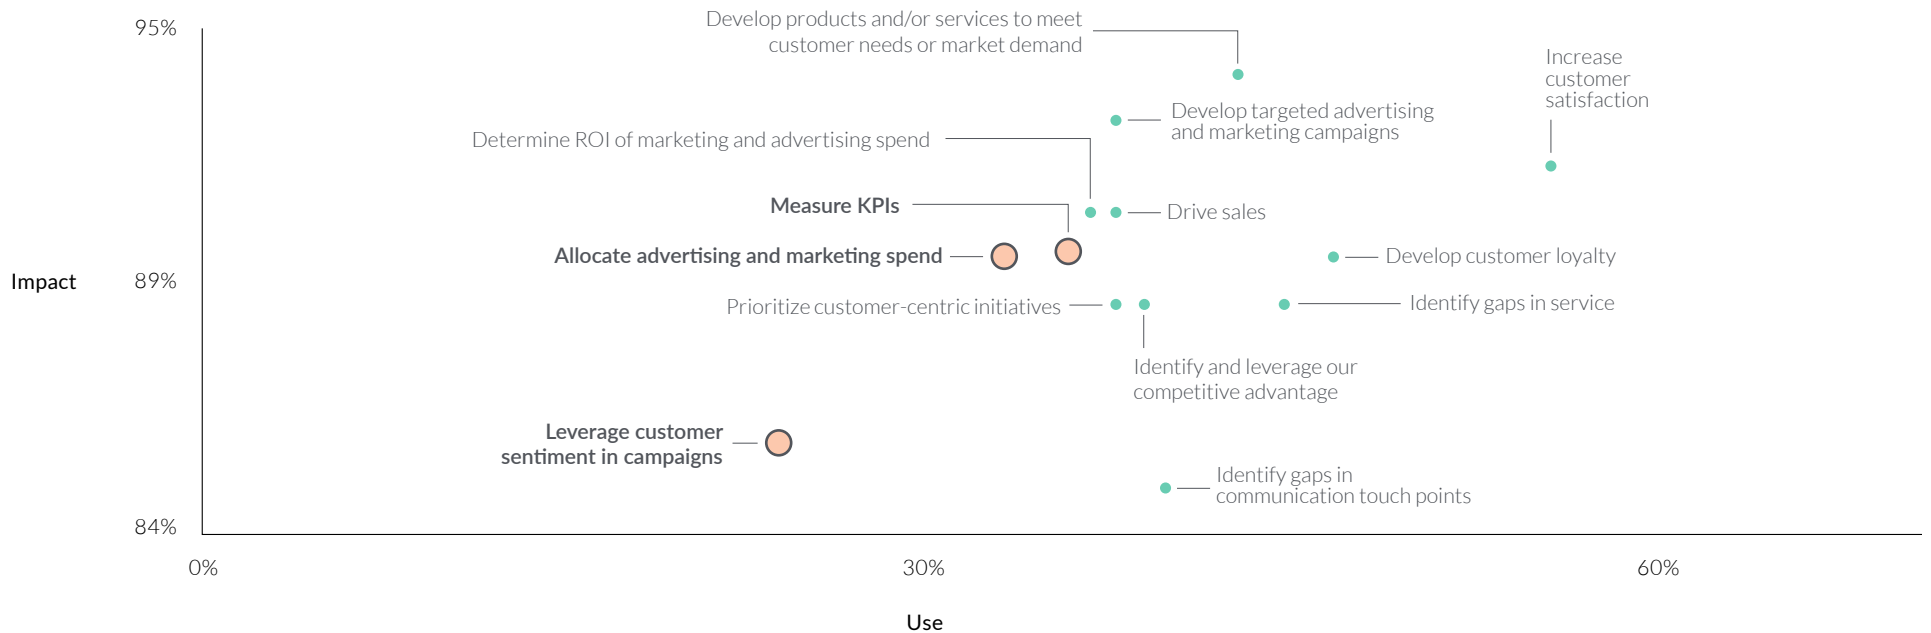 Develop products and/or services to meet
customer needs or market demand
95%
Increase
customer
satisfaction
Develop targeted advertising
and marketing campaigns
Determine ROI of marketing and advertising spend
Measure KPIs
Drive sales
Allocate advertising and marketing spend
Develop customer loyalty
Impact
89%
Prioritize customer-centric initiatives
Identify gaps in service
Identify and leverage our
competitive advantage
Leverage customer
sentiment in campaigns
Identify gaps in
communication touch points
84%
0%
30%
60%
Use